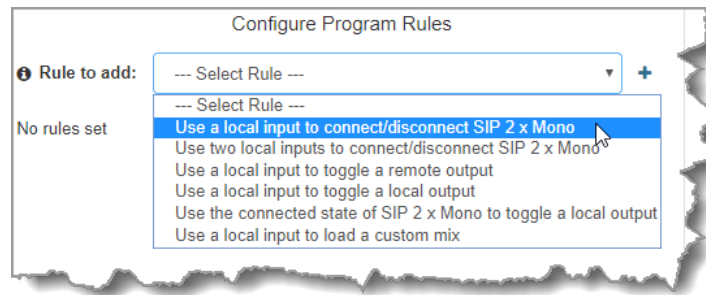 Configure Program Rules
Rule to add: --- Select Rule ---
--- Select Rule ---
No rules set
Use a local input to connect/disconnect SIP 2 x Mono
Use two local inputs to connect/disconnect SIP 2 x Mono
Use a local input to toggle a remote output
Use a local input to toggle a local output
Use the connected state of SIP 2 x Mono to toggle a local output
Use a local input to load a custom mix